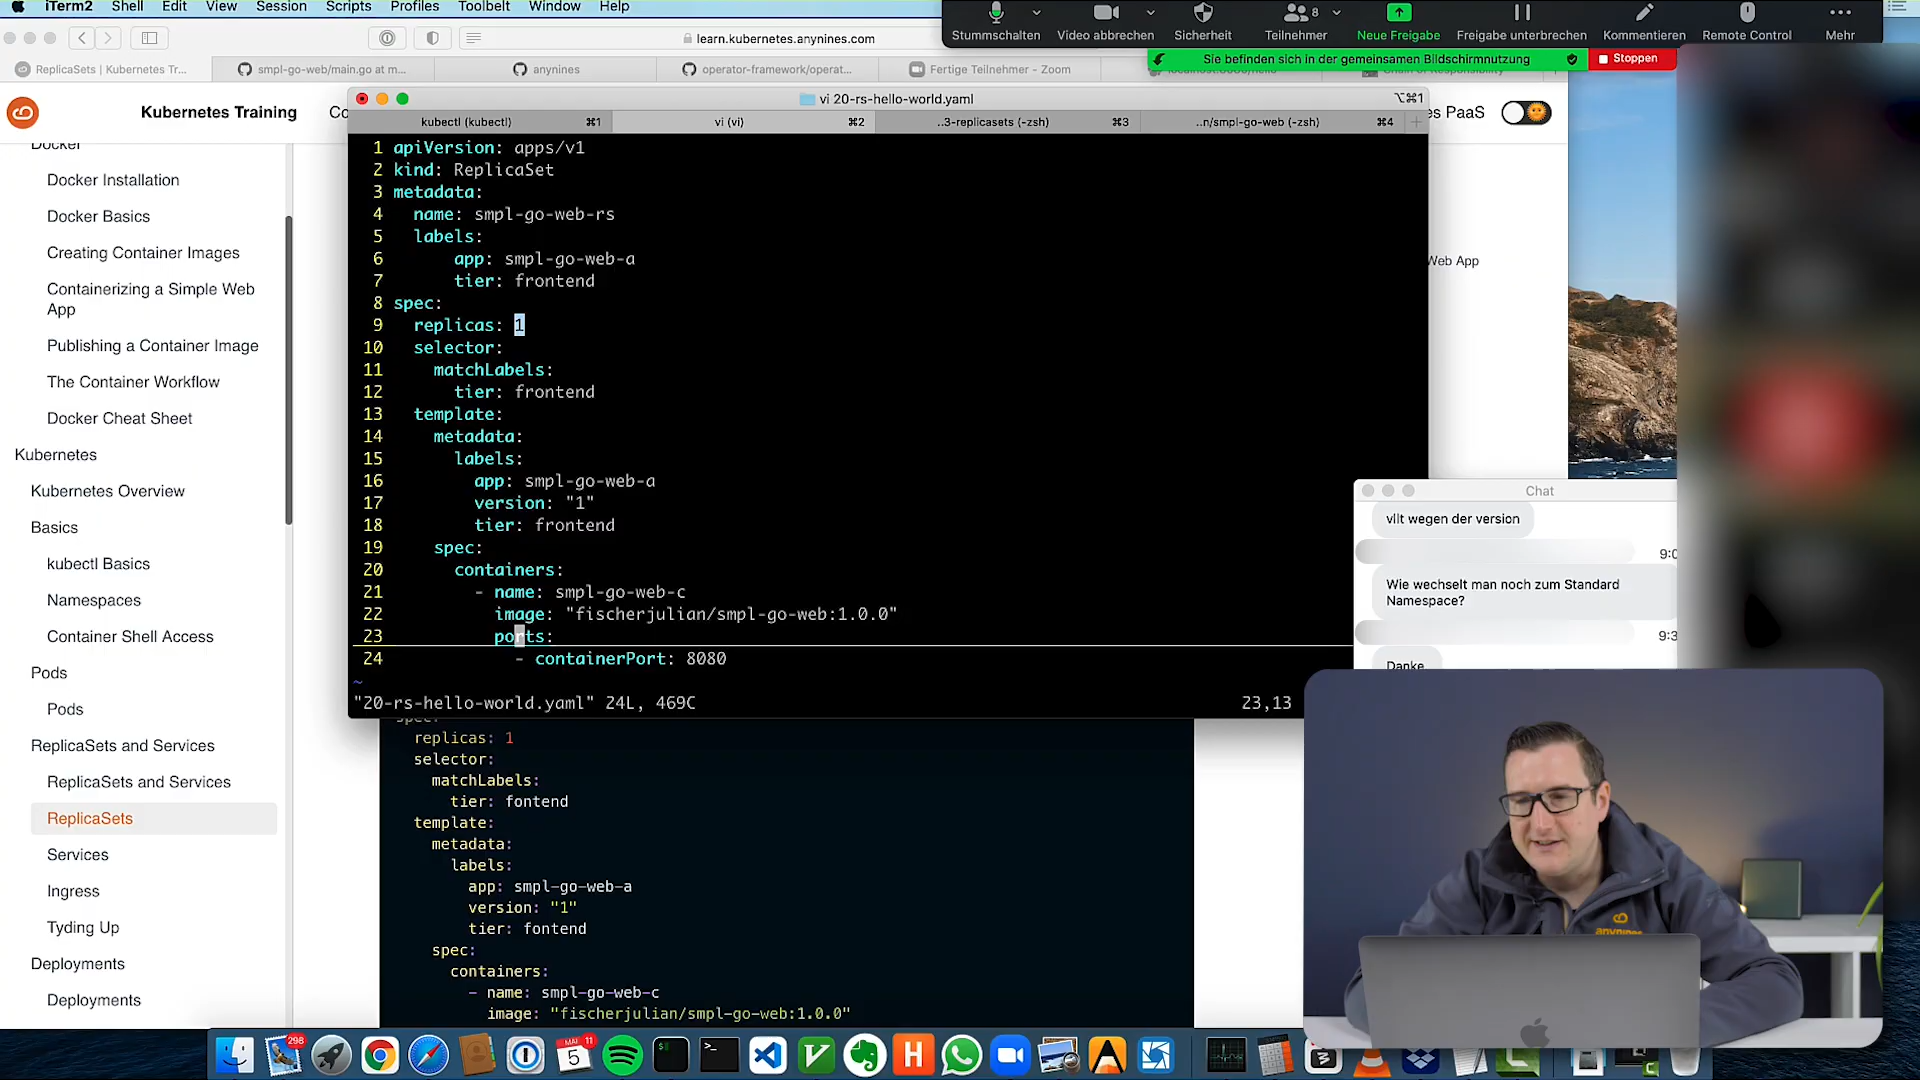 iTerm2 Shell Edit View Session Scripts Profiles Toolbelt Window Help
Stummschalten Video abbrechen Sicherheit 8 Teilnehmer Neue Freigabe Freigabe unterbrechen Kommentieren Remote Control Mehr
learn.kubernetes.anynines.com
Sie befinden sich in der gemeinsamen Bildschirmnutzung Stoppen
ReplicaSets | Kubernetes Tr... smpl-go-web/main.go at m... anynines operator-framework/operat... Fertige Teilnehmer - Zoom
Kubernetes Training Co es PaaS
vi 20-rs-hello-world.yaml ⌥⌘1
kubectl (kubectl) ⌘1 vi (vi) ⌘2 ..3-replicasets (-zsh) ⌘3 ..n/smpl-go-web (-zsh) ⌘4
Docker
Docker Installation
Docker Basics
Creating Container Images
Containerizing a Simple Web
App
Publishing a Container Image
The Container Workflow
Docker Cheat Sheet
Kubernetes
Kubernetes Overview
Basics
kubectl Basics
Namespaces
Container Shell Access
Pods
Pods
ReplicaSets and Services
ReplicaSets and Services
ReplicaSets
Services
Ingress
Tyding Up
Deployments
Deployments
1 apiVersion: apps/v1
2 kind: ReplicaSet
3 metadata:
4 name: smpl-go-web-rs
5 labels:
6 app: smpl-go-web-a
7 tier: frontend
8 spec:
9 replicas: 1
10 selector:
11 matchLabels:
12 tier: frontend
13 template:
14 metadata:
15 labels:
16 app: smpl-go-web-a
17 version: "1"
18 tier: frontend
19 spec:
20 containers:
21 - name: smpl-go-web-c
22 image: "fischerjulian/smpl-go-web:1.0.0"
23 ports:
24 - containerPort: 8080
~
"20-rs-hello-world.yaml" 24L, 469C 23,13
Web App
Chat
vllt wegen der version
9:0
Wie wechselt man noch zum Standard
Namespace?
9:3
Danke
spec:
replicas: 1
selector:
matchLabels:
tier: fontend
template:
metadata:
labels:
app: smpl-go-web-a
version: "1"
tier: fontend
spec:
containers:
- name: smpl-go-web-c
image: "fischerjulian/smpl-go-web:1.0.0"
anynines
298
MAI
11
5
H